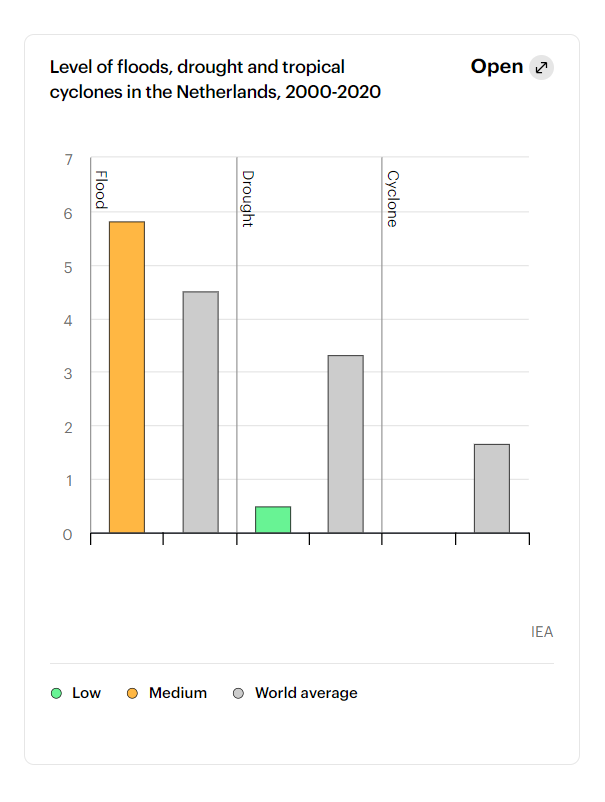 Level of floods, drought and tropical
cyclones in the Netherlands, 2000-2020
Open
7
6
5
4
3
2
1
0
Flood
Drought
Cyclone
IEA
Low
Medium
World average